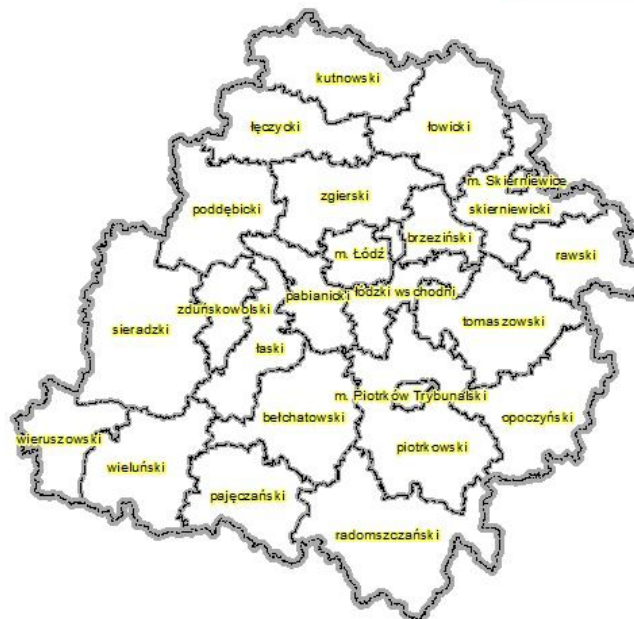 kutnowski
łęczycki
łowicki
m. Skierniewice
zgierski
poddębicki
skierniewicki
brzeziński
m. Łódź
rawski
pabianicki
łódzki wschodni
zduńskowolski
tomaszowski
sieradzki
łaski
m. Piotrków Trybunalski
bełchatowski
opoczyński
wieruszowski
piotrkowski
wieluński
pajęczański
radomszczański